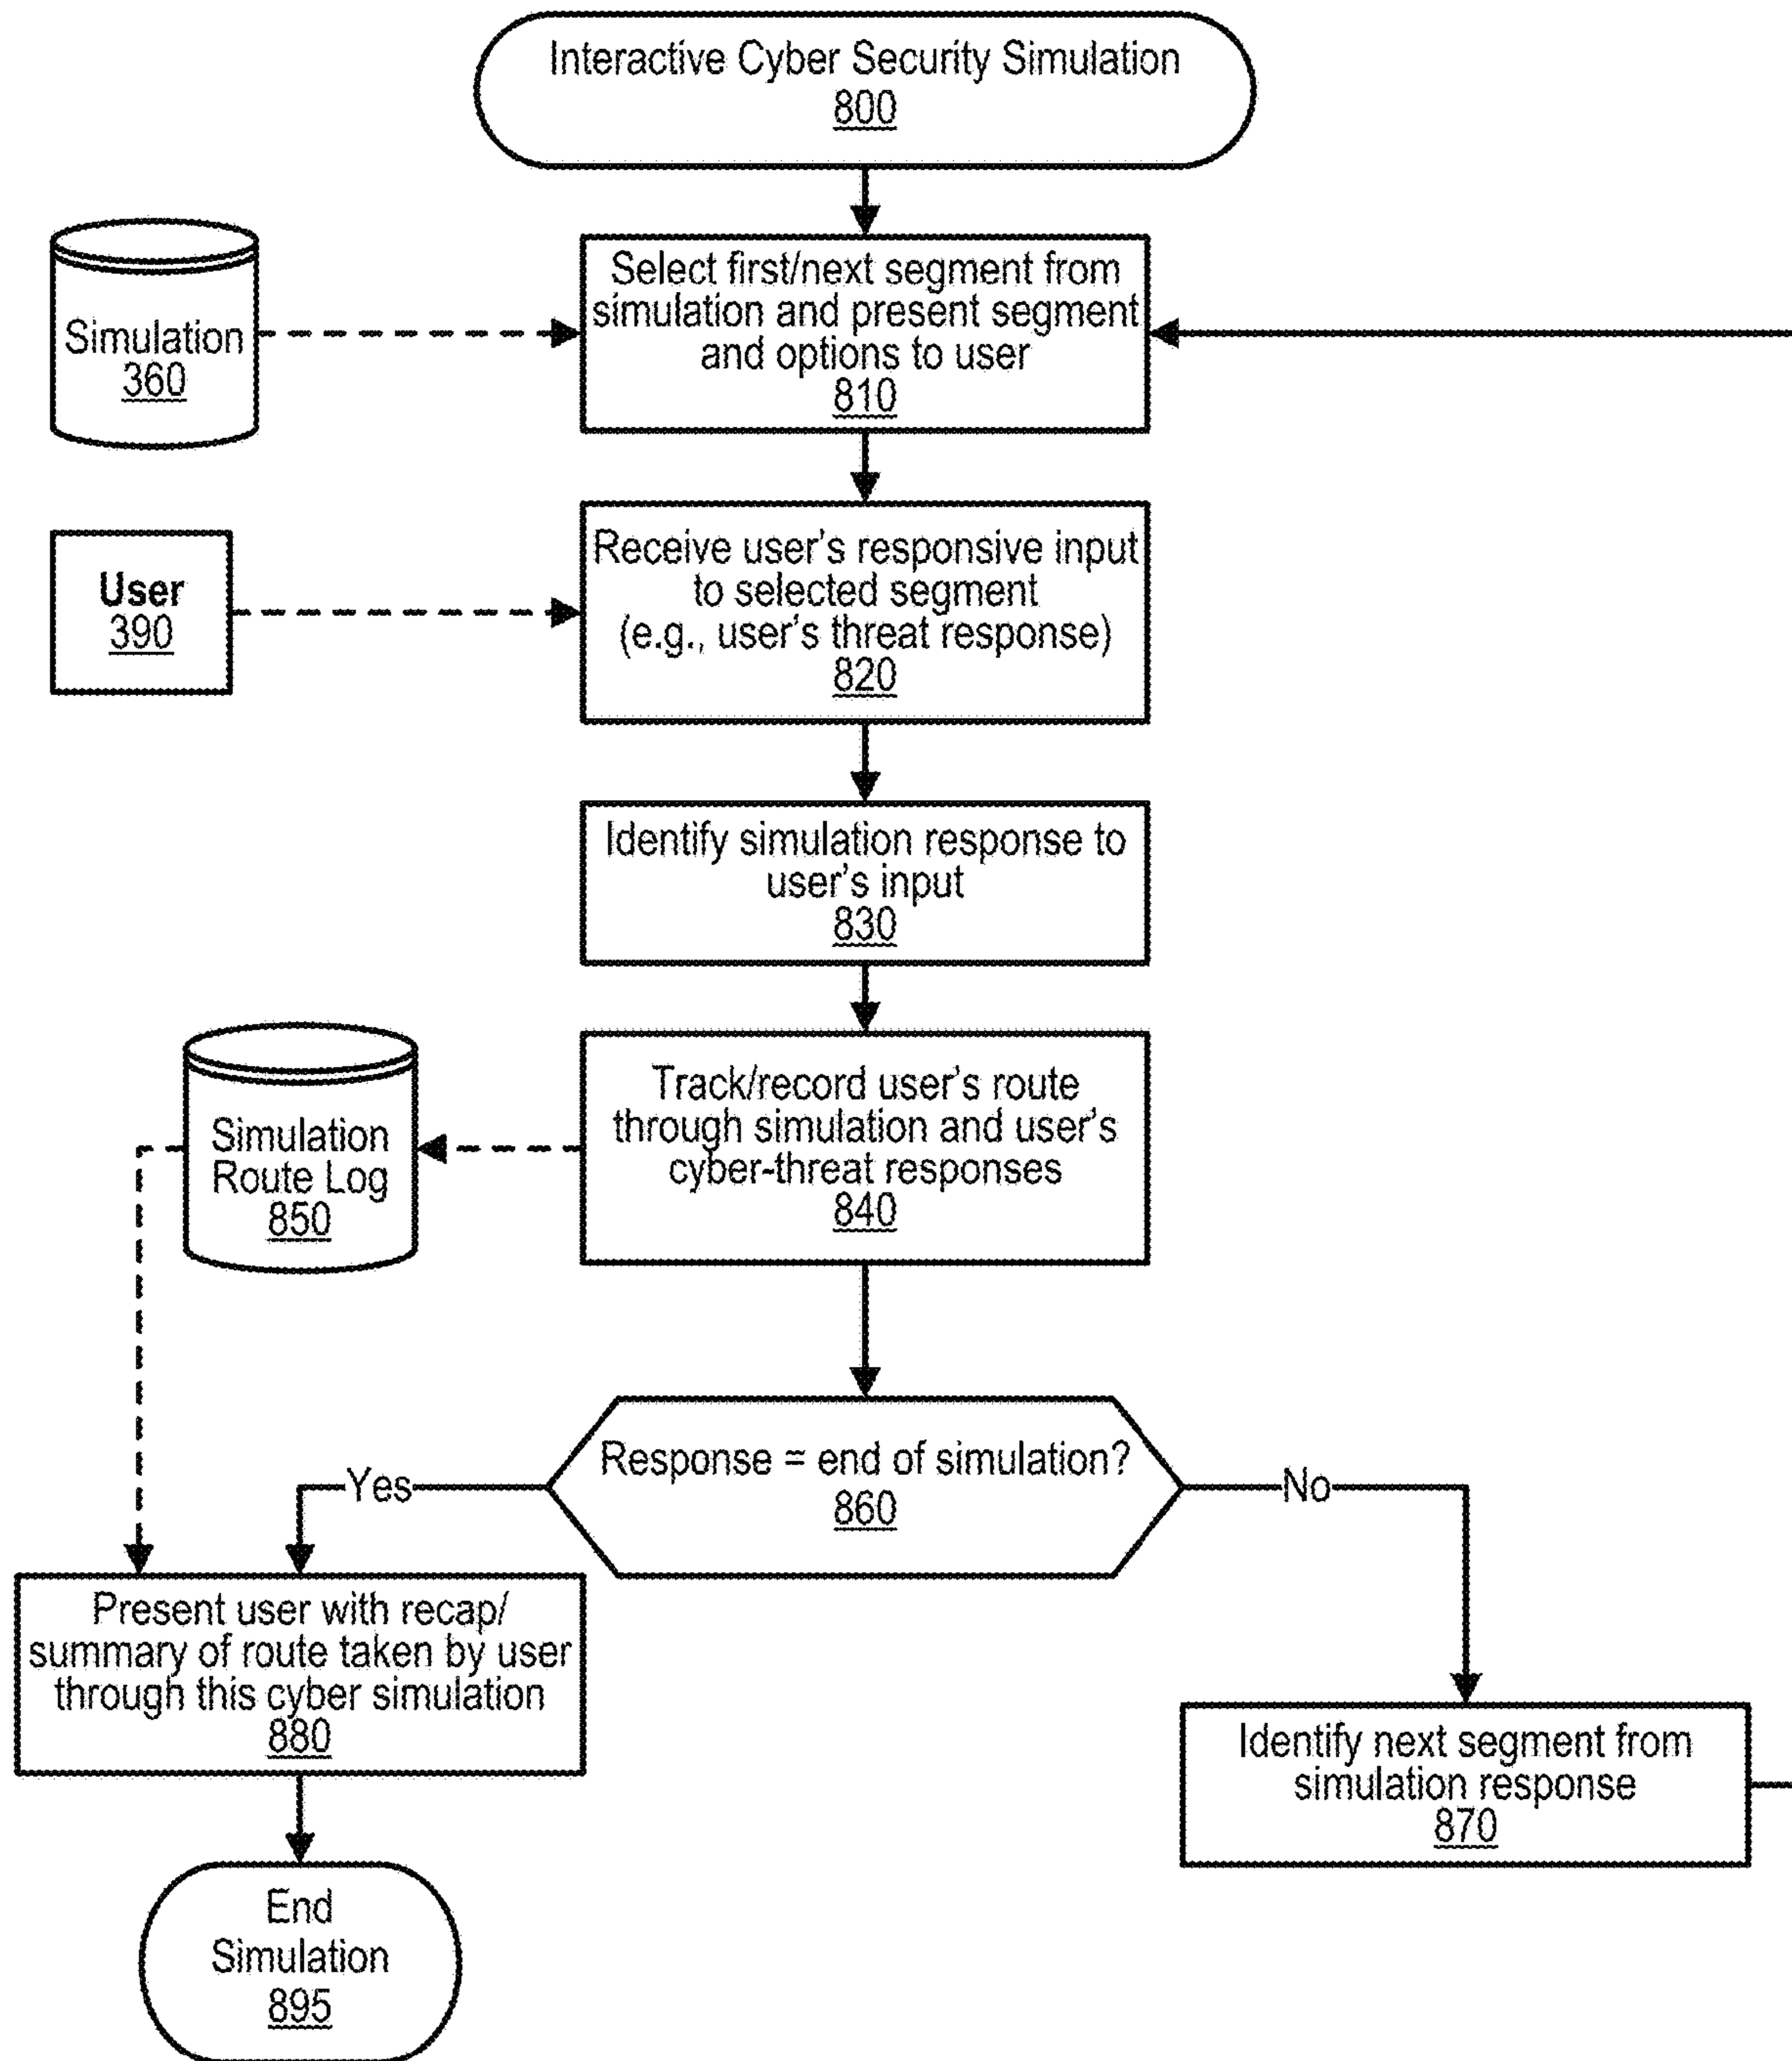 Interactive Cyber Security Simulation
800
Simulation
360
Select first/next segment from
simulation and present segment
and options to user
810
User
390
Receive user's responsive input
to selected segment
(e.g., user's threat response)
820
Identify simulation response to
user's input
830
Simulation
Route Log
850
Track/record user's route
through simulation and user's
cyber-threat responses
840
Response = end of simulation?
860
Yes
No
Present user with recap/
summary of route taken by user
through this cyber simulation
880
Identify next segment from
simulation response
870
End
Simulation
895